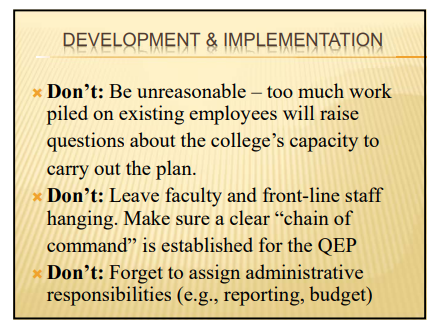 DEVELOPMENT & IMPLEMENTATION
Don’t: Be unreasonable – too much work
piled on existing employees will raise
questions about the college’s capacity to
carry out the plan.
Don’t: Leave faculty and front-line staff
hanging. Make sure a clear “chain of
command” is established for the QEP
Don’t: Forget to assign administrative
responsibilities (e.g., reporting, budget)